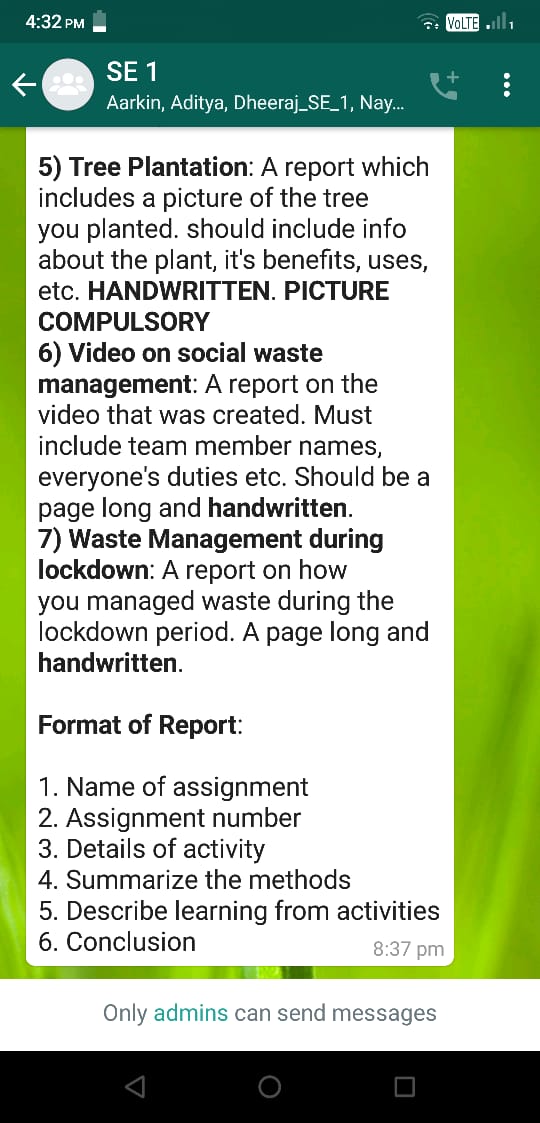 4:32 PM VoLTE 1
SE 1
Aarkin, Aditya, Dheeraj_SE_1, Nay...
5) Tree Plantation: A report which
includes a picture of the tree
you planted. should include info
about the plant, it's benefits, uses,
etc. HANDWRITTEN. PICTURE
COMPULSORY
6) Video on social waste
management: A report on the
video that was created. Must
include team member names,
everyone's duties etc. Should be a
page long and handwritten.
7) Waste Management during
lockdown: A report on how
you managed waste during the
lockdown period. A page long and
handwritten.
Format of Report:
1. Name of assignment
2. Assignment number
3. Details of activity
4. Summarize the methods
5. Describe learning from activities
6. Conclusion
8:37 pm
Only admins can send messages